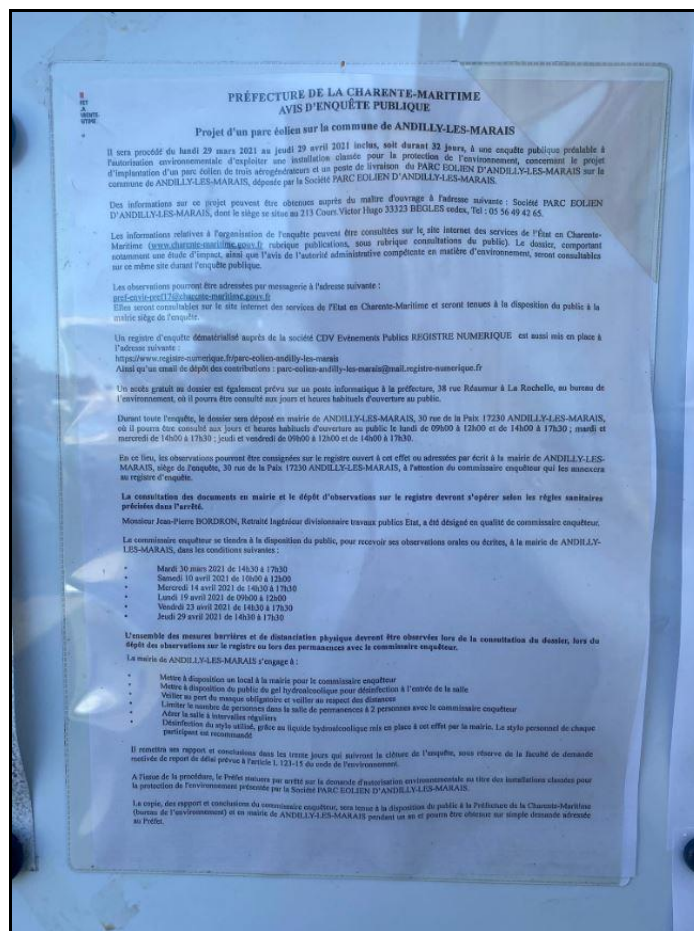 PRÉFECTURE DE LA CHARENTE-MARITIME
AVIS D'ENQUÊTE PUBLIQUE
Projet d'un parc éolien sur la commune de ANDILLY-LES-MARAIS
Il sera procédé du lundi 29 mars 2021 au jeudi 29 avril 2021 inclus, soit durant 32 jours, à une enquête publique préalable à
l'autorisation environnementale d'exploiter une installation classée pour la protection de l'environnement, concernant le projet
d'implantation d'un parc éolien de trois aérogénérateurs et un poste de livraison du PARC EOLIEN D'ANDILLY-LES-MARAIS sur la
commune de ANDILLY-LES-MARAIS, déposée par la Société PARC EOLIEN D'ANDILLY-LES-MARAIS.
Des informations sur ce projet peuvent être obtenues auprès du maître d'ouvrage à l'adresse suivante : Société PARC EOLIEN
D'ANDILLY-LES-MARAIS, dont le siège se situe au 213 Cours Victor Hugo 33323 BEGLES cedex, Tel : 05 56 49 42 65.
Les informations relatives à l'organisation de l'enquête peuvent être consultées sur le site internet des services de l'État en Charente-
Maritime (www.charente-maritime.gouv.fr rubrique publications, sous rubrique consultations du public). Le dossier, comportant
notamment une étude d'impact, ainsi que l'avis de l'autorité administrative compétente en matière d'environnement, seront consultables
sur ce même site durant l'enquête publique.
Les observations pourront être adressées par messagerie à l'adresse suivante :
pref-envir-pref17@charente-maritime.gouv.fr
Elles seront consultables sur le site internet des services de l'Etat en Charente-Maritime et seront tenues à la disposition du public à la
mairie siège de l'enquête.
Un registre d'enquête dématérialisé auprès de la société CDV Evènements Publics REGISTRE NUMERIQUE est aussi mis en place à
l'adresse suivante :
https://www.registre-numerique.fr/parc-eolien-andilly-les-marais
Ainsi qu'un email de dépôt des contributions : parc-eolien-andilly-les-marais@mail.registre-numerique.fr
Un accès gratuit au dossier est également prévu sur un poste informatique à la préfecture, 38 rue Réaumur à La Rochelle, au bureau de
l'environnement, où il pourra être consulté aux jours et heures habituels d'ouverture au public.
Durant toute l'enquête, le dossier sera déposé en mairie de ANDILLY-LES-MARAIS, 30 rue de la Paix 17230 ANDILLY-LES-MARAIS,
où il pourra être consulté aux jours et heures habituels d'ouverture au public le lundi de 09h00 à 12h00 et de 14h00 à 17h30 ; mardi et
mercredi de 14h00 à 17h30 ; jeudi et vendredi de 09h00 à 12h00 et de 14h00 à 17h30.
En ce lieu, les observations pourront être consignées sur le registre ouvert à cet effet ou adressées par écrit à la mairie de ANDILLY-LES-
MARAIS, siège de l'enquête, 30 rue de la Paix 17230 ANDILLY-LES-MARAIS, à l'attention du commissaire enquêteur qui les annexera
au registre d'enquête.
La consultation des documents en mairie et le dépôt d'observations sur le registre devront s'opérer selon les règles sanitaires
précisées dans l'arrêté.
Monsieur Jean-Pierre BORDRON, Retraité Ingénieur divisionnaire travaux publics Etat, a été désigné en qualité de commissaire enquêteur.
Le commissaire enquêteur se tiendra à la disposition du public, pour recevoir ses observations orales ou écrites, à la mairie de ANDILLY-
LES-MARAIS, dans les conditions suivantes :
• Mardi 30 mars 2021 de 14h30 à 17h30
• Samedi 10 avril 2021 de 10h00 à 12h00
• Mercredi 14 avril 2021 de 14h30 à 17h30
• Lundi 19 avril 2021 de 09h00 à 12h00
• Vendredi 23 avril 2021 de 14h30 à 17h30
• Jeudi 29 avril 2021 de 14h30 à 17h30
L'ensemble des mesures barrières et de distanciation physique devront être observées lors de la consultation du dossier, lors du
dépôt des observations sur le registre ou lors des permanences avec le commissaire enquêteur.
La mairie de ANDILLY-LES-MARAIS s'engage à :
• Mettre à disposition un local à la mairie pour le commissaire enquêteur
• Mettre à disposition du public du gel hydroalcoolique pour désinfection à l'entrée de la salle
• Veiller au port du masque obligatoire et veiller au respect des distances
• Limiter le nombre de personnes dans la salle de permanences à 2 personnes avec le commissaire enquêteur
• Aérer la salle à intervalles réguliers
• Désinfection du stylo utilisé, grâce au liquide hydroalcoolique mis en place à cet effet par la mairie. Le stylo personnel de chaque
participant est recommandé
Il remettra ses rapport et conclusions dans les trente jours qui suivront la clôture de l'enquête, sous réserve de la faculté de demande
motivée de report de délai prévue à l'article L 123-15 du code de l'environnement.
A l'issue de la procédure, le Préfet statuera par arrêté sur la demande d'autorisation environnementale au titre des installations classées pour
la protection de l'environnement présentée par la Société PARC EOLIEN D'ANDILLY-LES-MARAIS.
La copie, des rapport et conclusions du commissaire enquêteur, sera tenue à la disposition du public à la Préfecture de la Charente-Maritime
(bureau de l'environnement) et en mairie de ANDILLY-LES-MARAIS pendant un an et pourra être obtenue sur simple demande adressée
au Préfet.